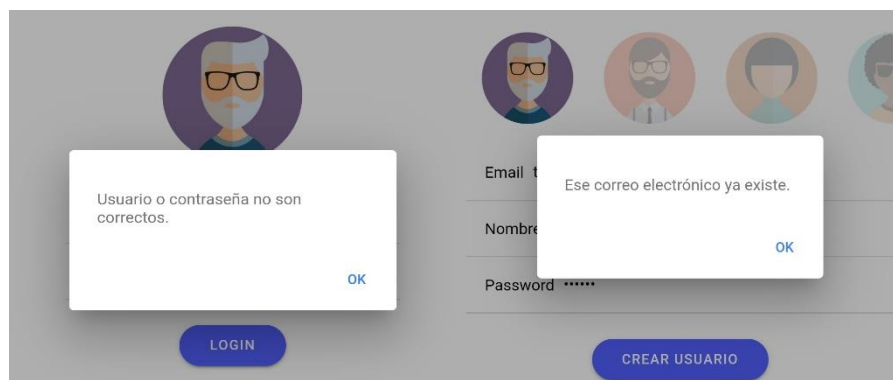 Usuario o contraseña no son
correctos.
OK
LOGIN
Email t
Ese correo electrónico ya existe.
Nombre
OK
Password ••••••
CREAR USUARIO